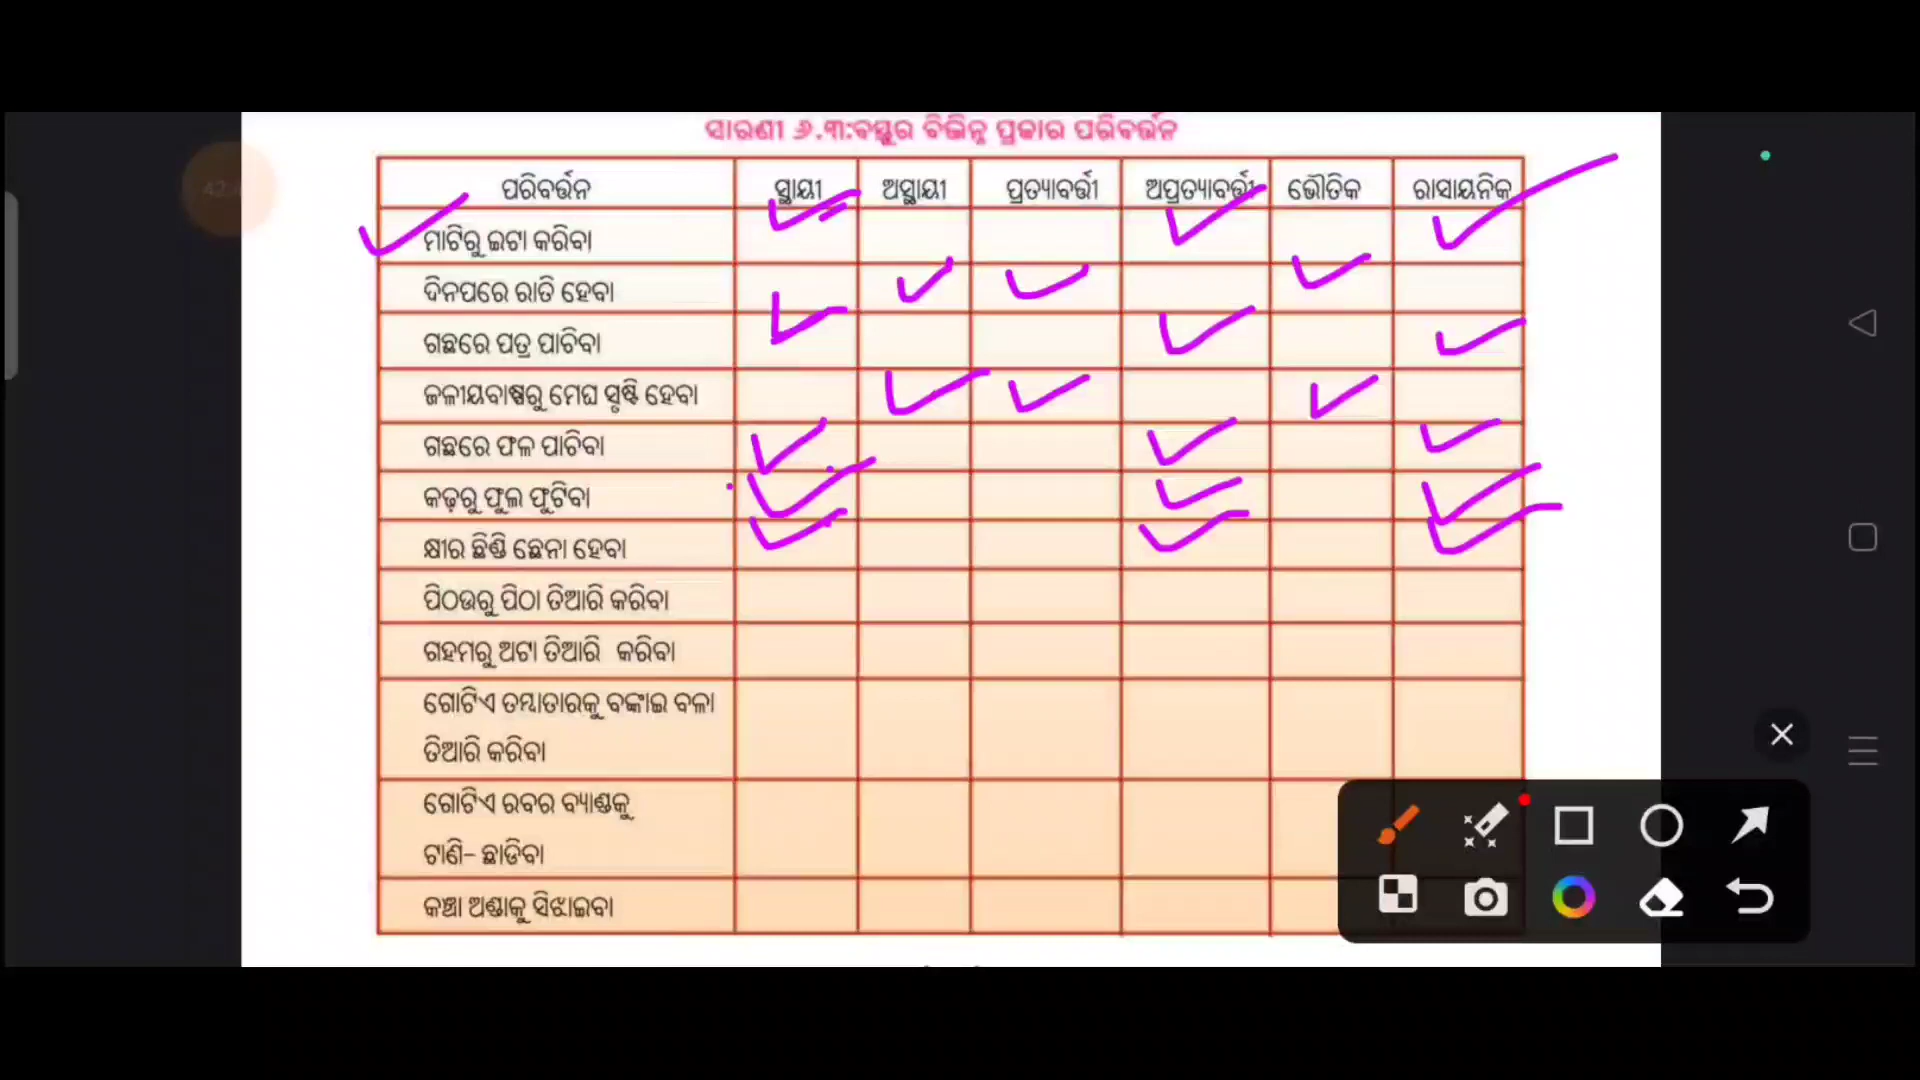 ସାରଣୀ ୬.୩:ବସ୍ତୁର ବିଭିନ୍ନ ପ୍ରକାର ପରିବର୍ତ୍ତନ
ପରିବର୍ତ୍ତନ ସ୍ଥାୟୀ ଅସ୍ଥାୟୀ ପ୍ରତ୍ୟାବର୍ତ୍ତୀ ଅପ୍ରତ୍ୟାବର୍ତ୍ତୀ ଭୌତିକ ରାସାୟନିକ
ମାଟିରୁ ଇଟା କରିବା
ଦିନପରେ ରାତି ହେବା
ଗଛରେ ପତ୍ର ପାଚିବା
ଜଳୀୟବାଷ୍ପରୁ ମେଘ ସୃଷ୍ଟି ହେବା
ଗଛରେ ଫଳ ପାଚିବା
କଢ଼ରୁ ଫୁଲ ଫୁଟିବା
କ୍ଷୀର ଛିଣ୍ଡି ଛେନା ହେବା
ପିଠଉରୁ ପିଠା ତିଆରି କରିବା
ଗହମରୁ ଅଟା ତିଆରି କରିବା
ଗୋଟିଏ ତମ୍ବାତାରକୁ ବଙ୍କାଇ ବଳା
ତିଆରି କରିବା
ଗୋଟିଏ ରବର ବ୍ୟାଣ୍ଡକୁ
ଟାଣି- ଛାଡିବା
କଞ୍ଚା ଅଣ୍ଡାକୁ ସିଝାଇବା